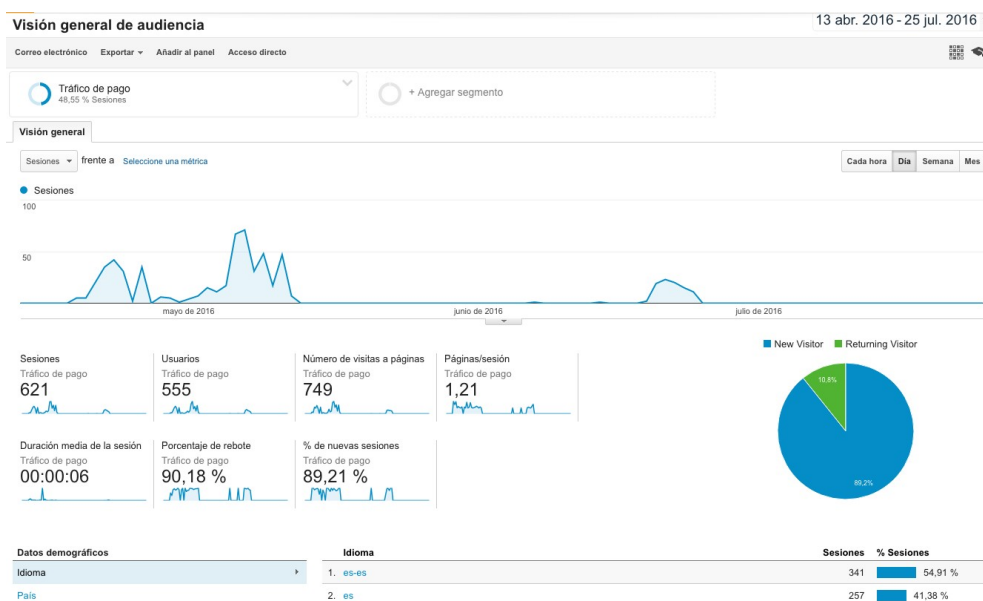 Visión general de audiencia
13 abr. 2016 - 25 jul. 2016
Correo electrónico Exportar Añadir al panel Acceso directo
Tráfico de pago
48,55 % Sesiones
+ Agregar segmento
Visión general
Sesiones frente a Seleccione una métrica
Cada hora Día Semana Mes
Sesiones
100
50
mayo de 2016 junio de 2016 julio de 2016
New Visitor Returning Visitor
Sesiones
Tráfico de pago
621
Usuarios
Tráfico de pago
555
Número de visitas a páginas
Tráfico de pago
749
Páginas/sesión
Tráfico de pago
1,21
10,8%
89,2%
Duración media de la sesión
Tráfico de pago
00:00:06
Porcentaje de rebote
Tráfico de pago
90,18 %
% de nuevas sesiones
Tráfico de pago
89,21 %
Datos demográficos
Idioma
País
Idioma Sesiones % Sesiones
1. es-es 341 54,91 %
2. es 257 41,38 %